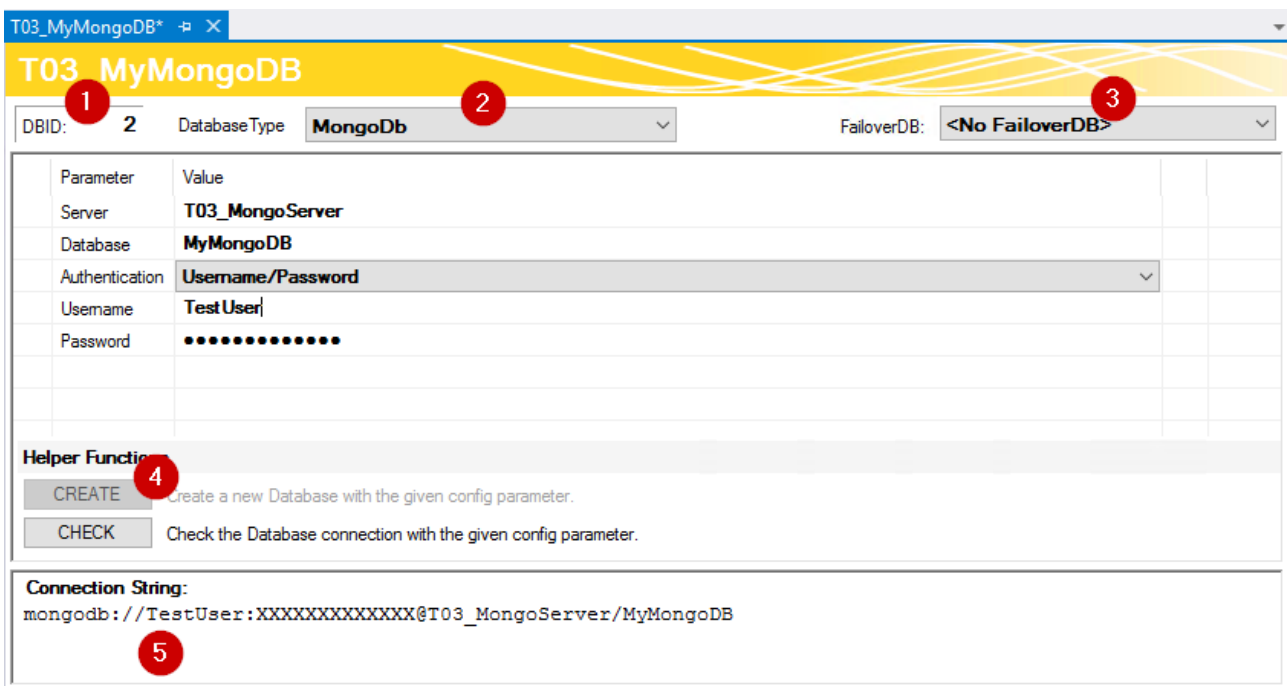 T03_MyMongoDB*
T03_MyMongoDB
1 2 3
DBID: 2 Database Type MongoDb FailoverDB: <No FailoverDB>
Parameter Value
Server T03_MongoServer
Database MyMongoDB
Authentication Username/Password
Username TestUser
Password •••••••••••••
Helper Functions
4
CREATE Create a new Database with the given config parameter.
CHECK Check the Database connection with the given config parameter.
Connection String:
mongodb://TestUser:XXXXXXXXXXXXX@T03_MongoServer/MyMongoDB
5